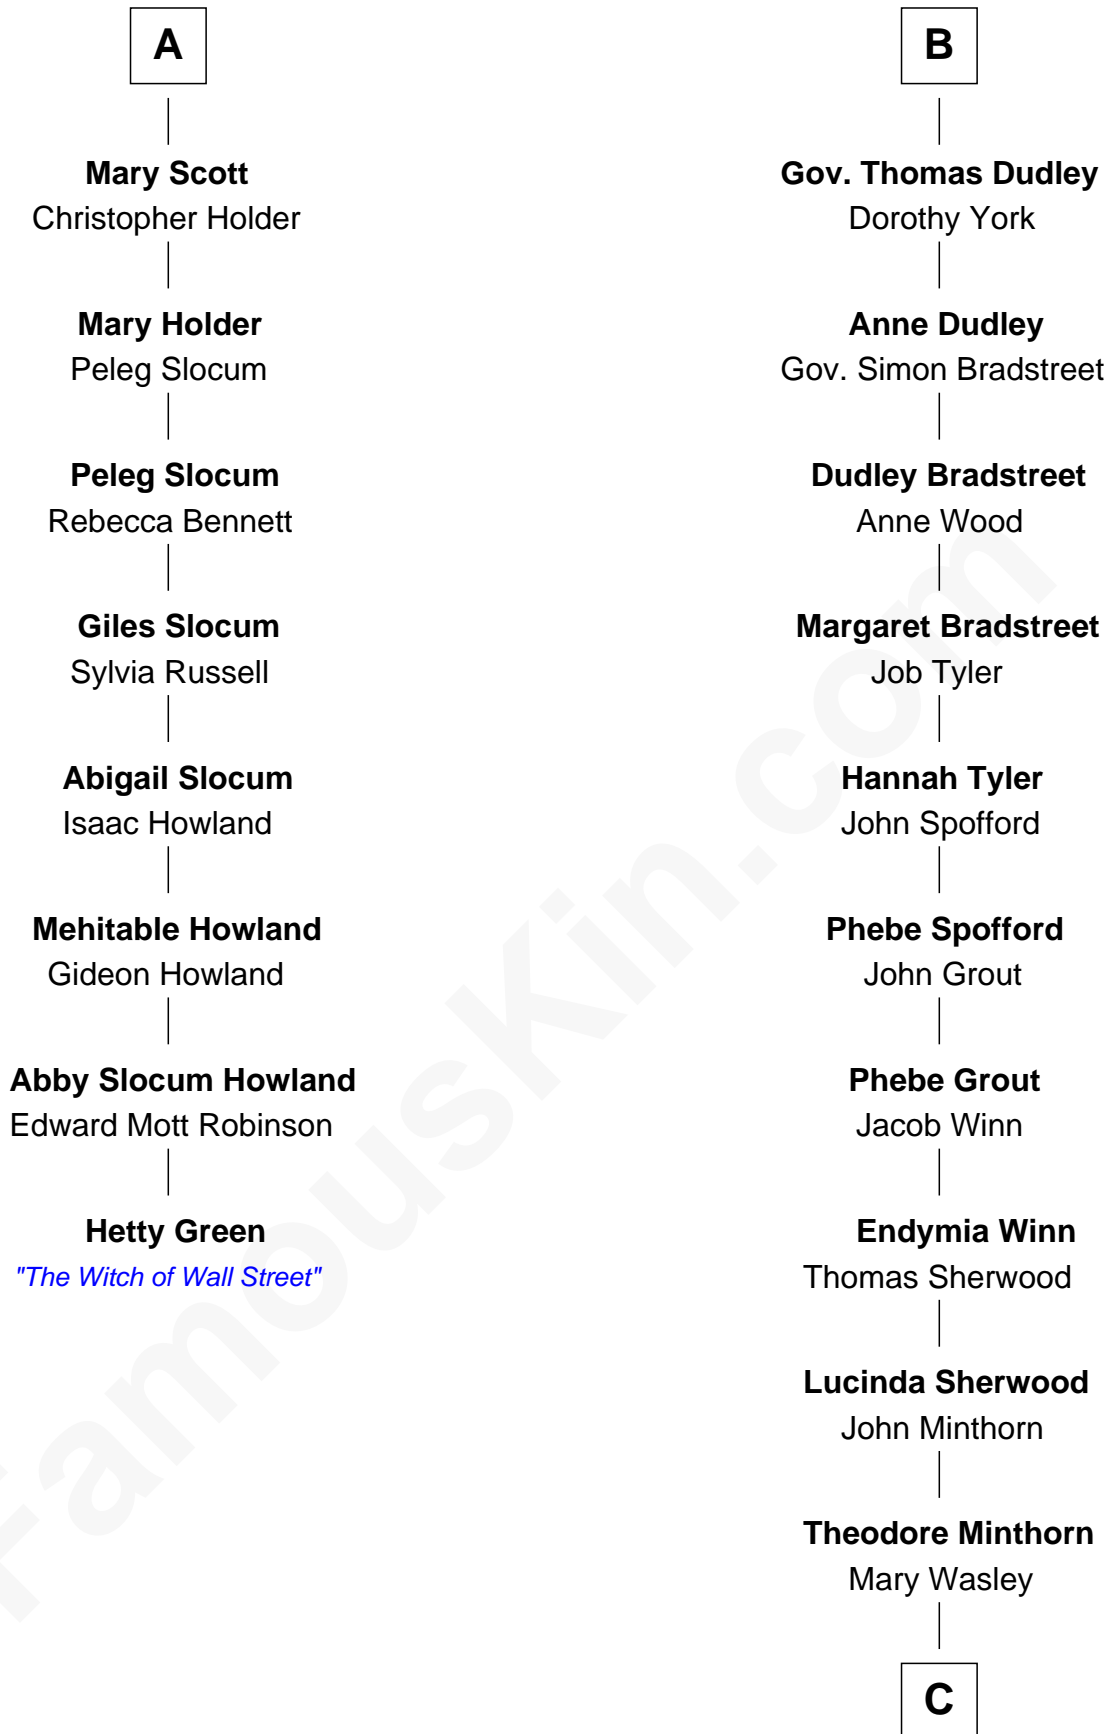 A
Mary Scott
Christopher Holder
Mary Holder
Peleg Slocum
Peleg Slocum
Rebecca Bennett
Giles Slocum
Sylvia Russell
Abigail Slocum
Isaac Howland
Mehitable Howland
Gideon Howland
Abby Slocum Howland
Edward Mott Robinson
Hetty Green
"The Witch of Wall Street"
B
Gov. Thomas Dudley
Dorothy York
Anne Dudley
Gov. Simon Bradstreet
Dudley Bradstreet
Anne Wood
Margaret Bradstreet
Job Tyler
Hannah Tyler
John Spofford
Phebe Spofford
John Grout
Phebe Grout
Jacob Winn
Endymia Winn
Thomas Sherwood
Lucinda Sherwood
John Minthorn
Theodore Minthorn
Mary Wasley
C
FamousKin.com